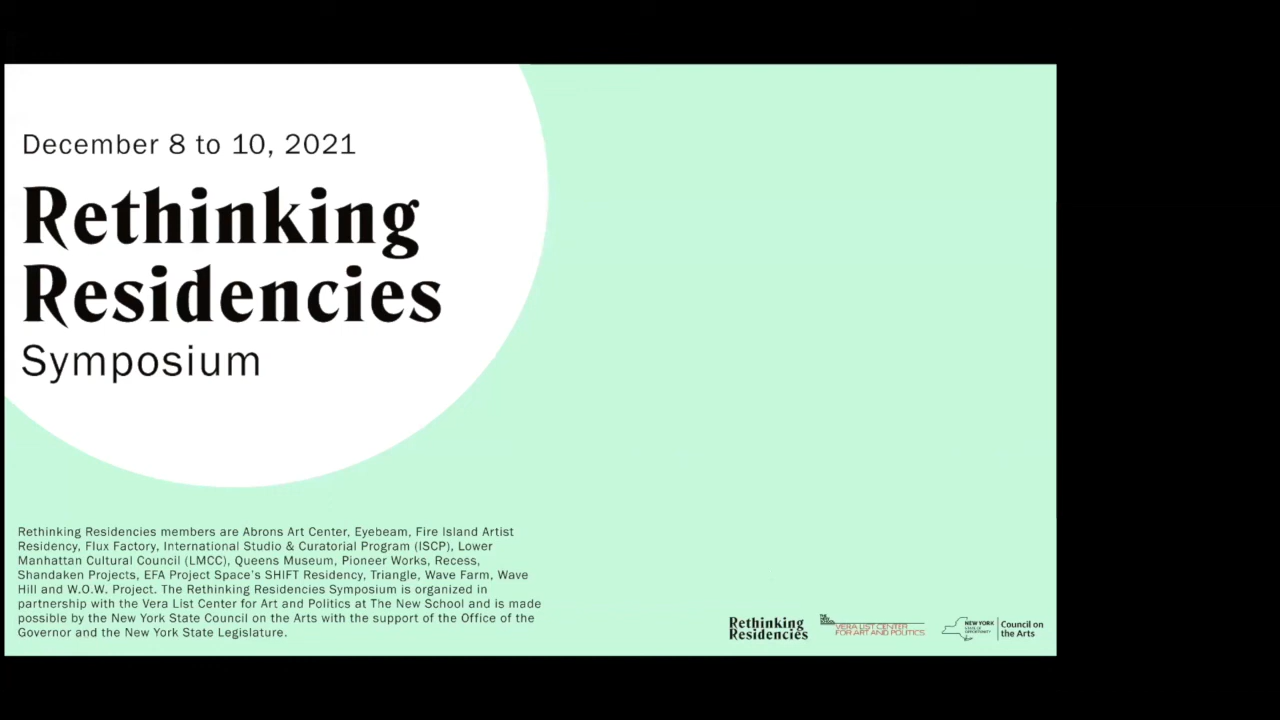 December 8 to 10, 2021
Rethinking
Residencies
Symposium
Rethinking Residencies members are Abrons Art Center, Eyebeam, Fire Island Artist
Residency, Flux Factory, International Studio & Curatorial Program (ISCP), Lower
Manhattan Cultural Council (LMCC), Queens Museum, Pioneer Works, Recess,
Shandaken Projects, EFA Project Space's SHIFT Residency, Triangle, Wave Farm, Wave
Hill and W.O.W. Project. The Rethinking Residencies Symposium is organized in
partnership with the Vera List Center for Art and Politics at The New School and is made
possible by the New York State Council on the Arts with the support of the Office of the
Governor and the New York State Legislature.
Rethinking
Residencies
THE
NEW
SCHOOL
VERA LIST CENTER
FOR ART AND POLITICS
NEW YORK
STATE OF
OPPORTUNITY
Council on
the Arts